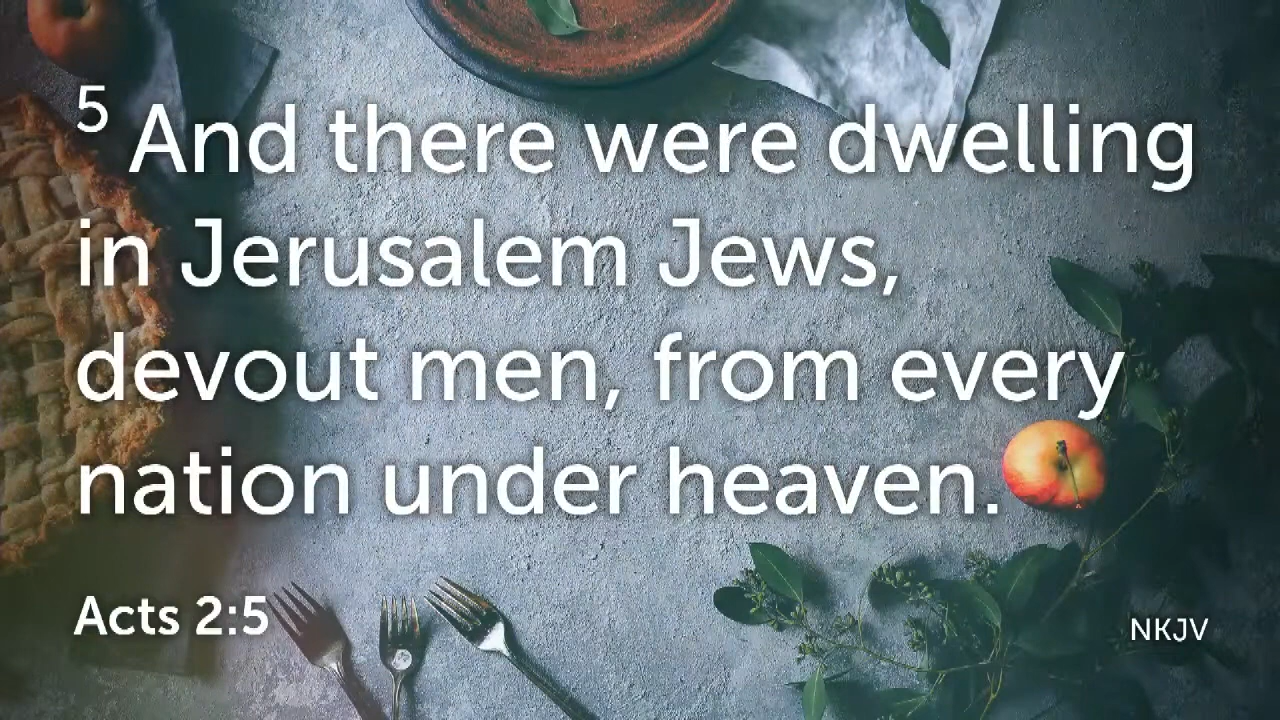 5 And there were dwelling
in Jerusalem Jews,
devout men, from every
nation under heaven.
Acts 2:5
NKJV